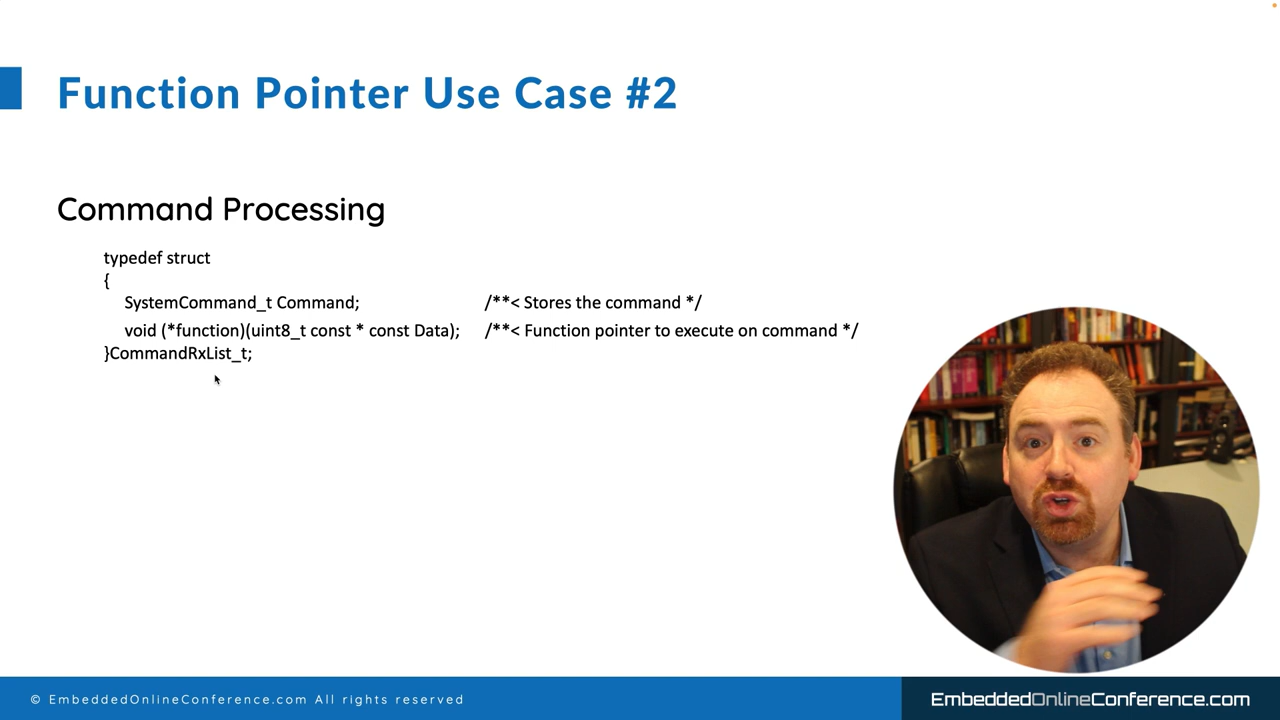 Function Pointer Use Case #2
Command Processing
typedef struct
{
SystemCommand_t Command; /**< Stores the command */
void (*function)(uint8_t const * const Data); /**< Function pointer to execute on command */
}CommandRxList_t;
© EmbeddedOnlineConference.com All rights reserved
EmbeddedOnlineConference.com